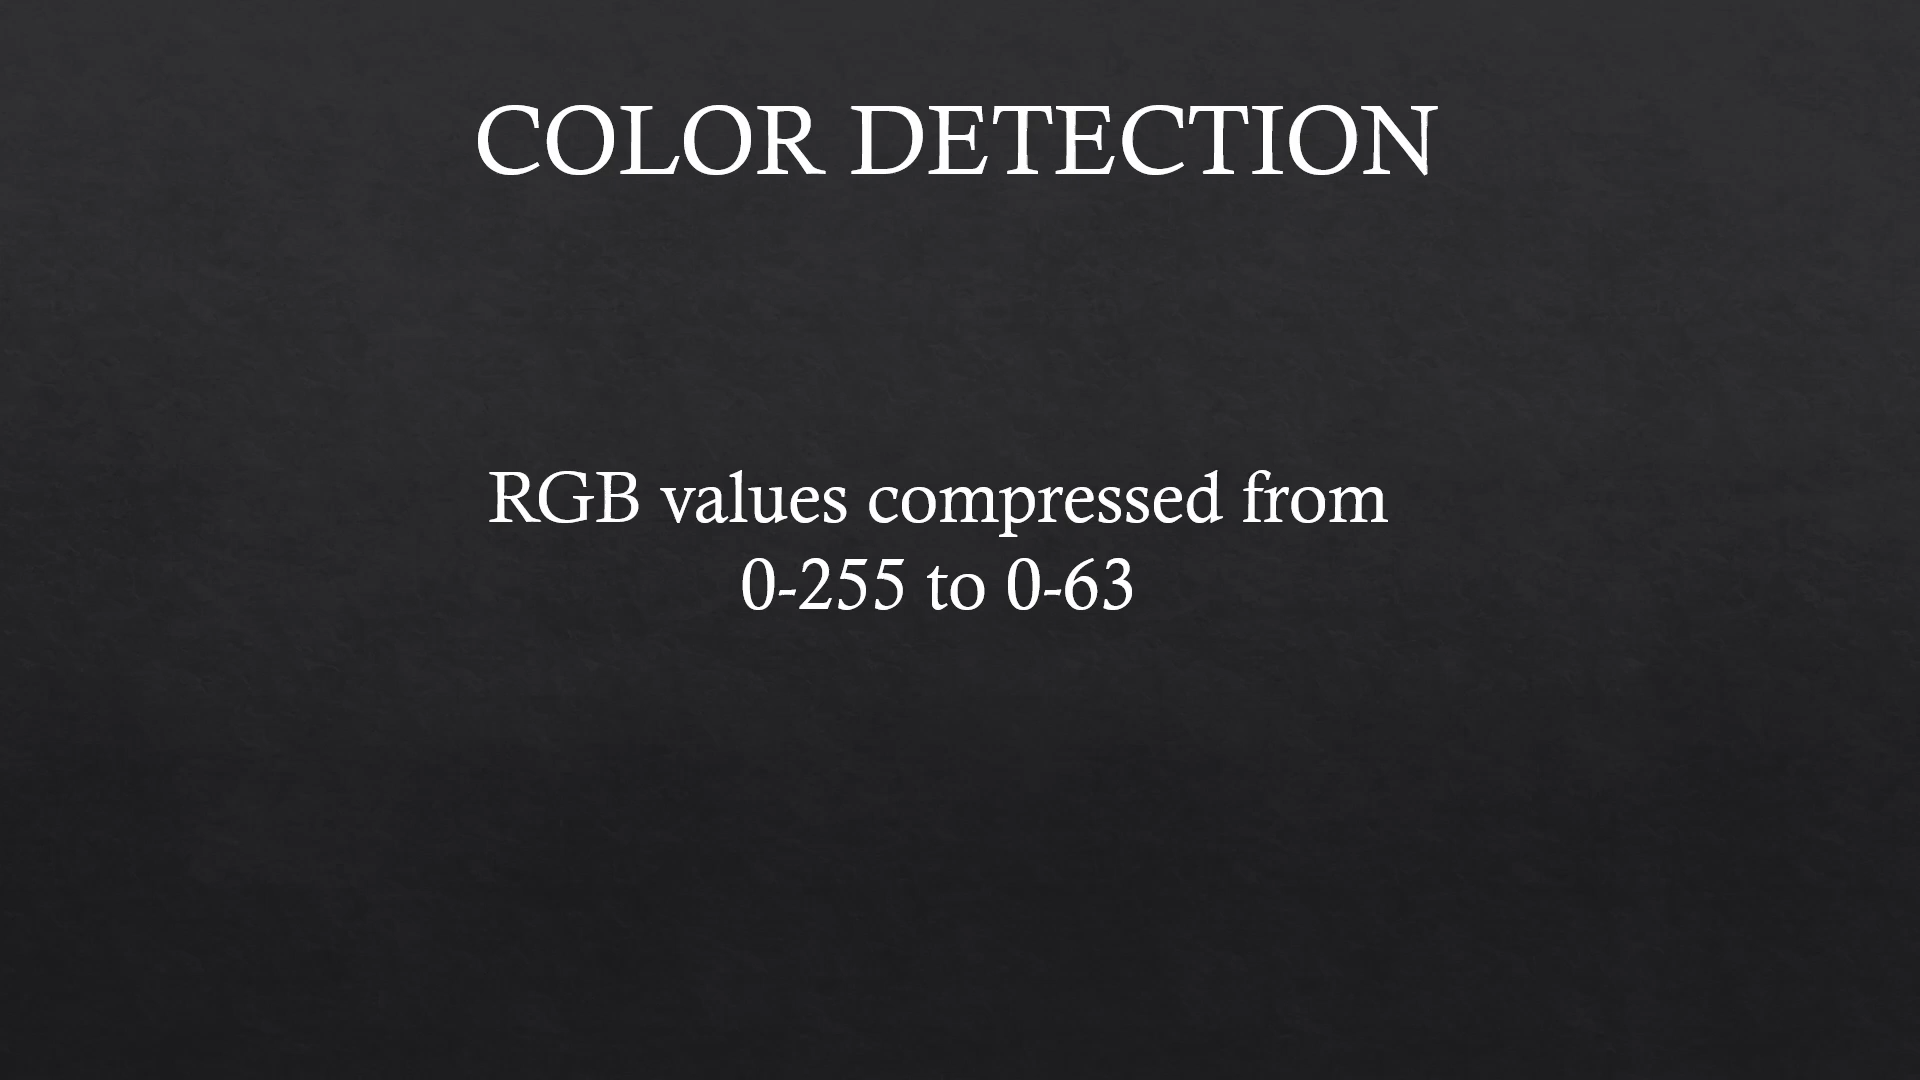 COLOR DETECTION
RGB values compressed from
0-255 to 0-63